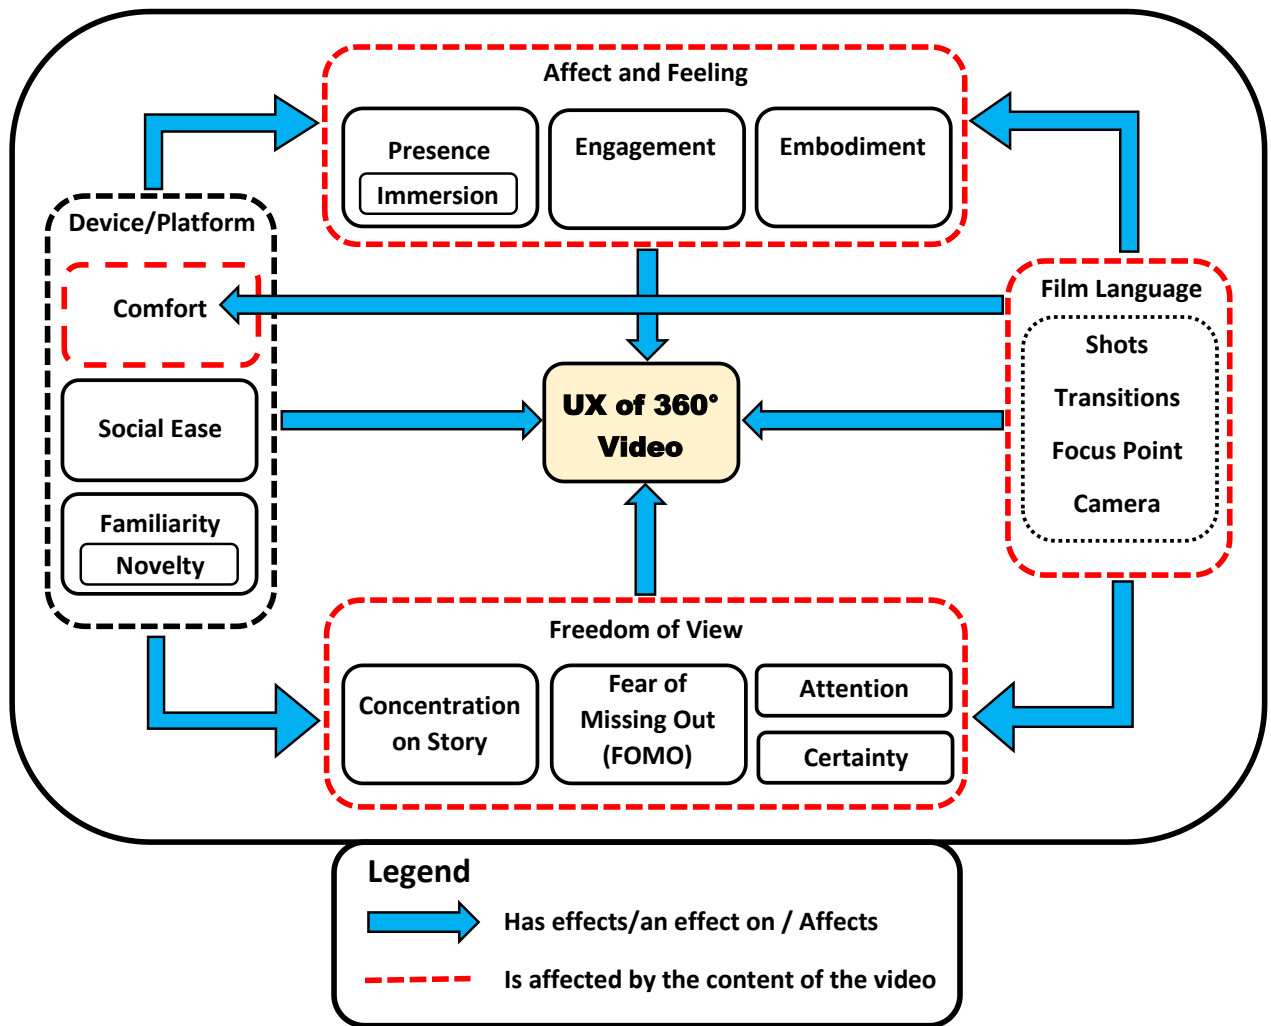 Affect and Feeling
Presence
Immersion
Engagement
Embodiment
Device/Platform
Comfort
Social Ease
Familiarity
Novelty
UX of 360°
Video
Film Language
Shots
Transitions
Focus Point
Camera
Freedom of View
Concentration
on Story
Fear of
Missing Out
(FOMO)
Attention
Certainty
Legend
Has effects/an effect on / Affects
Is affected by the content of the video